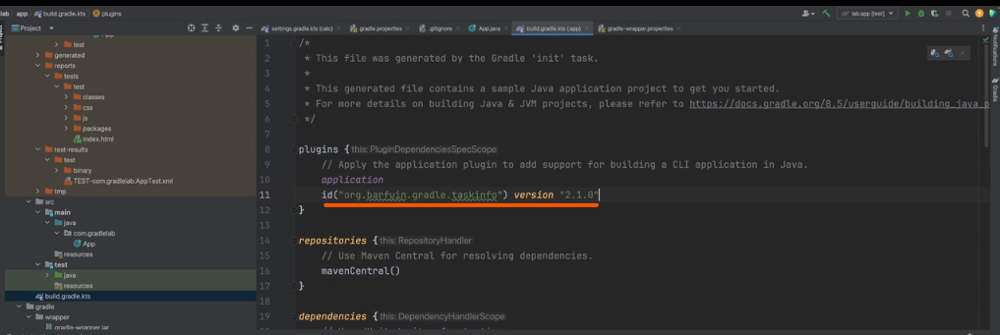 lab app build.gradle.kts plugins
lab:app [test]
Project
settings.gradle.kts (calc)
gradle.properties
.gitignore
App.java
build.gradle.kts (:app)
gradle-wrapper.properties
test
generated
reports
tests
test
classes
css
js
packages
index.html
test-results
test
binary
TEST-com.gradlelab.AppTest.xml
tmp
src
main
java
com.gradlelab
App
resources
test
java
resources
build.gradle.kts
gradle
wrapper
gradle-wrapper.jar
1 /*
2 * This file was generated by the Gradle 'init' task.
3 *
4 * This generated file contains a sample Java application project to get you started.
5 * For more details on building Java & JVM projects, please refer to https://docs.gradle.org/8.5/userguide/building_java_p
6 */
7
8 plugins { this: PluginDependenciesSpecScope
9 // Apply the application plugin to add support for building a CLI application in Java.
10 application
11 id("org.barfuin.gradle.taskinfo") version "2.1.0"
12 }
13
14 repositories { this: RepositoryHandler
15 // Use Maven Central for resolving dependencies.
16 mavenCentral()
17 }
18
19 dependencies { this: DependencyHandlerScope
Notifications
Gradle